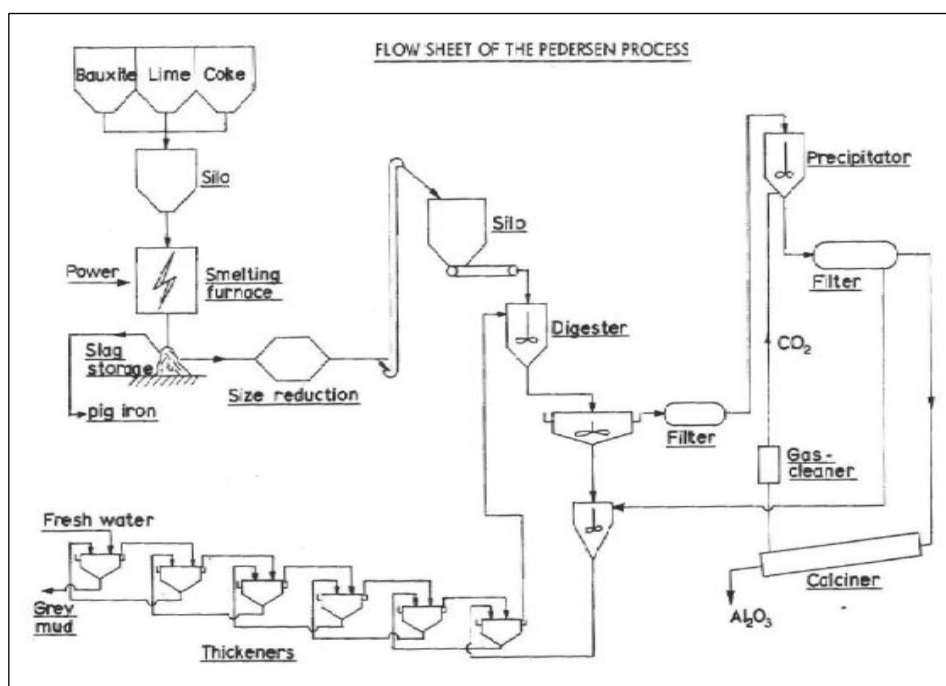 FLOW SHEET OF THE PEDERSEN PROCESS
Bauxite
Lime
Coke
Silo
Power
Smelting
furnace
Slag
storage
pig iron
Size reduction
Silo
Digester
Filter
Precipitator
Filter
CO₂
Gas-
cleaner
Calciner
Al₂O₃
Fresh water
Grey
mud
Thickeners